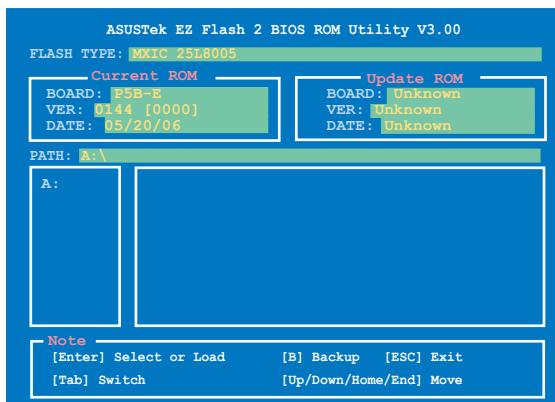 ASUSTek EZ Flash 2 BIOS ROM Utility V3.00
FLASH TYPE: MXIC 25L8005
Current ROM
BOARD: P5B-E
VER: 0144 [0000]
DATE: 05/20/06
Update ROM
BOARD: Unknown
VER: Unknown
DATE: Unknown
PATH: A:\
A:
Note
[Enter] Select or Load [B] Backup [ESC] Exit
[Tab] Switch [Up/Down/Home/End] Move